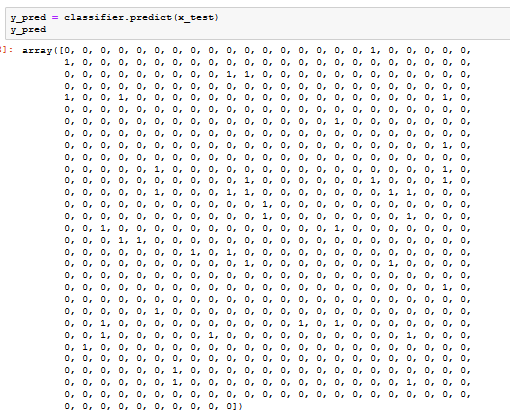 y_pred = classifier.predict(x_test)
y_pred
]: array([0, 0, 0, 0, 0, 0, 0, 0, 0, 0, 0, 0, 0, 0, 0, 0, 0, 1, 0, 0, 0, 0, 0,
1, 0, 0, 0, 0, 0, 0, 0, 0, 0, 0, 0, 0, 0, 0, 0, 0, 0, 0, 0, 0, 0, 0,
0, 0, 0, 0, 0, 0, 0, 0, 0, 1, 1, 0, 0, 0, 0, 0, 0, 0, 0, 0, 0, 0, 0,
0, 0, 0, 0, 0, 0, 0, 0, 0, 0, 0, 0, 0, 0, 0, 0, 0, 0, 0, 0, 0, 0, 0,
1, 0, 0, 1, 0, 0, 0, 0, 0, 0, 0, 0, 0, 0, 0, 0, 0, 0, 0, 0, 0, 1, 0,
0, 0, 0, 0, 0, 0, 0, 0, 0, 0, 0, 0, 0, 0, 0, 0, 0, 0, 0, 0, 0, 0, 0,
0, 0, 0, 0, 0, 0, 0, 0, 0, 0, 0, 0, 0, 0, 0, 1, 0, 0, 0, 0, 0, 0, 0,
0, 0, 0, 0, 0, 0, 0, 0, 0, 0, 0, 0, 0, 0, 0, 0, 0, 0, 0, 0, 0, 0, 0,
0, 0, 0, 0, 0, 0, 0, 0, 0, 0, 0, 0, 0, 0, 0, 0, 0, 0, 0, 0, 0, 1, 0,
0, 0, 0, 0, 0, 0, 0, 0, 0, 0, 0, 0, 0, 0, 0, 0, 0, 0, 0, 0, 0, 0, 0,
0, 0, 0, 0, 0, 1, 0, 0, 0, 0, 0, 0, 0, 0, 0, 0, 0, 0, 0, 0, 0, 1, 0,
0, 0, 0, 0, 0, 0, 0, 0, 0, 0, 1, 0, 0, 0, 0, 0, 0, 1, 0, 0, 0, 1, 0,
0, 0, 0, 0, 0, 1, 0, 0, 0, 1, 1, 0, 0, 0, 0, 0, 0, 0, 1, 1, 0, 0, 0,
0, 0, 0, 0, 0, 0, 0, 0, 0, 0, 0, 1, 0, 0, 0, 0, 0, 0, 0, 0, 0, 0, 0,
0, 0, 0, 0, 0, 0, 0, 0, 0, 0, 0, 1, 0, 0, 0, 0, 0, 0, 0, 1, 0, 0, 0,
0, 0, 1, 0, 0, 0, 0, 0, 0, 0, 0, 0, 0, 0, 0, 1, 0, 0, 0, 0, 0, 0, 0,
0, 0, 0, 1, 1, 0, 0, 0, 0, 0, 0, 0, 0, 0, 0, 0, 0, 0, 0, 0, 0, 0, 0,
0, 0, 0, 0, 0, 0, 0, 1, 0, 1, 0, 0, 0, 0, 0, 0, 0, 0, 0, 0, 0, 0, 0,
0, 0, 0, 0, 0, 0, 0, 0, 0, 0, 1, 0, 0, 0, 0, 0, 0, 0, 1, 0, 0, 0, 0,
0, 0, 0, 0, 0, 0, 0, 0, 0, 0, 0, 0, 0, 0, 0, 0, 0, 0, 0, 0, 0, 0, 0,
0, 0, 0, 0, 0, 0, 0, 0, 0, 0, 0, 0, 0, 0, 0, 0, 0, 0, 0, 0, 0, 1, 0,
0, 0, 0, 0, 0, 0, 0, 0, 0, 0, 0, 0, 0, 0, 0, 0, 0, 0, 0, 0, 0, 0, 0,
0, 0, 0, 0, 0, 1, 0, 0, 0, 0, 0, 0, 0, 0, 0, 0, 0, 0, 0, 0, 0, 0, 0,
0, 0, 1, 0, 0, 0, 0, 0, 0, 0, 0, 0, 0, 1, 0, 1, 0, 0, 0, 0, 0, 0, 0,
0, 0, 1, 0, 0, 0, 0, 0, 1, 0, 0, 0, 0, 0, 0, 0, 0, 0, 0, 1, 0, 0, 0,
0, 1, 0, 0, 0, 0, 0, 0, 0, 0, 0, 0, 0, 0, 0, 0, 0, 0, 0, 0, 0, 0, 0,
0, 0, 0, 0, 0, 0, 0, 0, 0, 0, 0, 0, 0, 0, 0, 0, 0, 0, 0, 0, 0, 0, 0,
0, 0, 0, 0, 0, 0, 1, 0, 0, 0, 0, 0, 0, 0, 0, 0, 0, 0, 0, 0, 0, 0, 0,
0, 0, 0, 0, 0, 0, 1, 0, 0, 0, 0, 0, 0, 0, 0, 0, 0, 0, 0, 1, 0, 0, 0,
0, 0, 0, 0, 0, 0, 0, 0, 0, 0, 0, 0, 0, 0, 0, 0, 0, 0, 0, 0, 0, 0, 0,
0, 0, 0, 0, 0, 0, 0, 0, 0, 0])